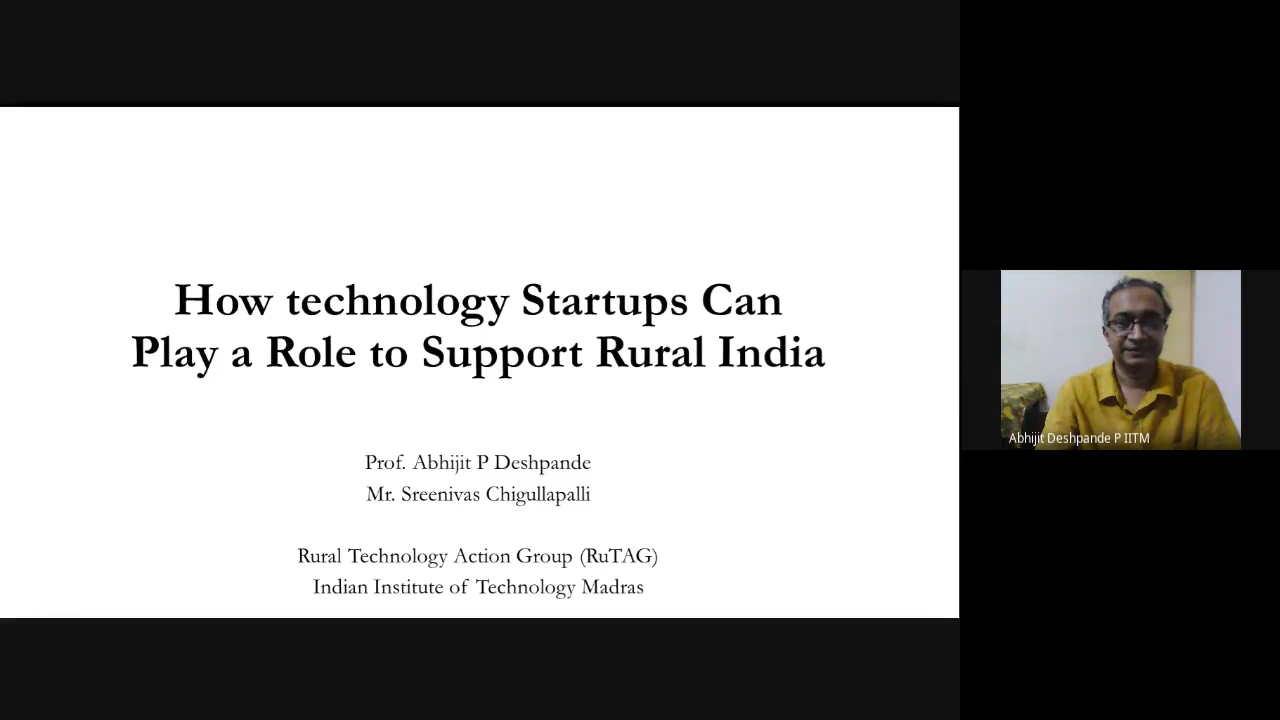 How technology Startups Can
Play a Role to Support Rural India
Prof. Abhijit P Deshpande
Mr. Sreenivas Chigullapalli
Rural Technology Action Group (RuTAG)
Indian Institute of Technology Madras
Abhijit Deshpande P IITM